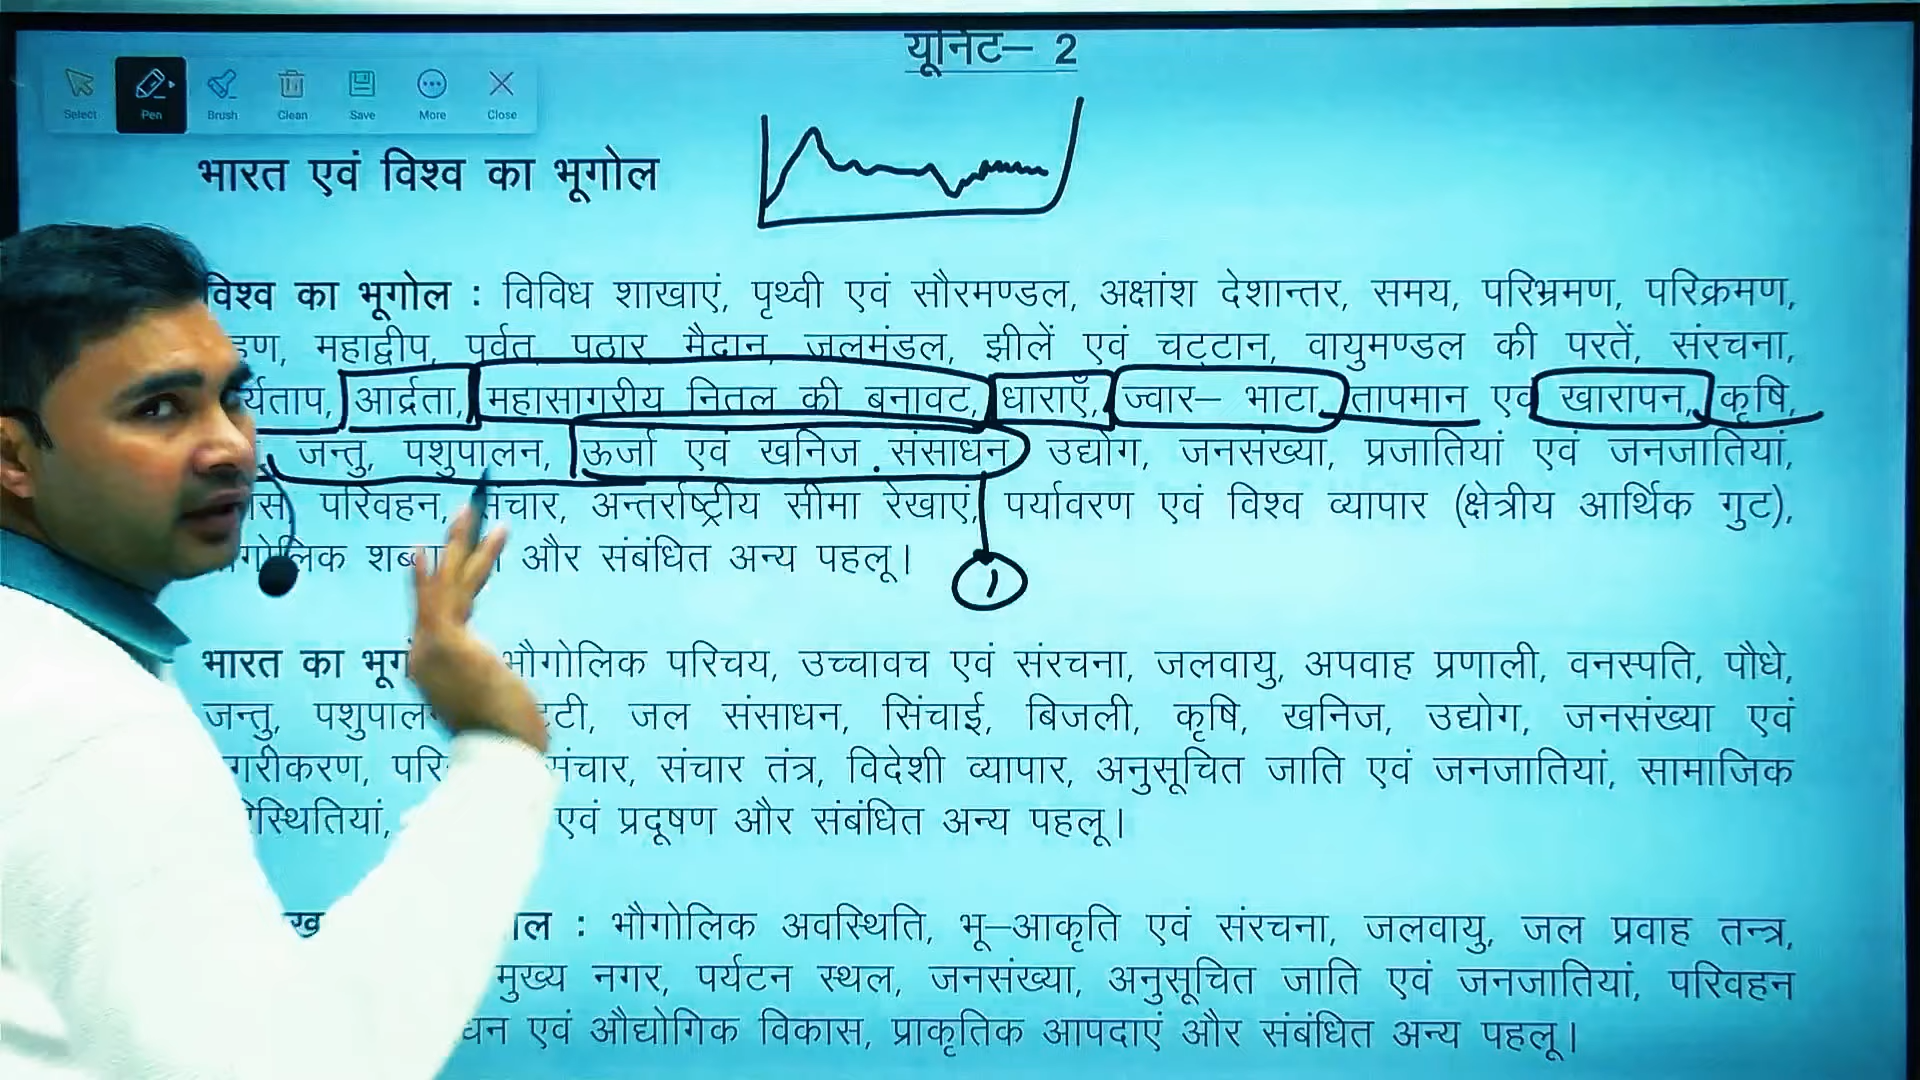 यूनिट– 2
Select Pen Brush Clean Save More Close
भारत एवं विश्व का भूगोल
विश्व का भूगोल : विविध शाखाएं, पृथ्वी एवं सौरमण्डल, अक्षांश देशान्तर, समय, परिभ्रमण, परिक्रमण,
महाद्वीप, पर्वत, पठार, मैदान, जलमंडल, झीलें एवं चट्टान, वायुमण्डल की परतें, संरचना,
आर्द्रता, महासागरीय नितल की बनावट, धाराएँ, ज्वार– भाटा, तापमान एवं खारापन, कृषि,
जन्तु, पशुपालन, ऊर्जा एवं खनिज संसाधन उद्योग, जनसंख्या, प्रजातियां एवं जनजातियां,
परिवहन, संचार, अन्तर्राष्ट्रीय सीमा रेखाएं, पर्यावरण एवं विश्व व्यापार (क्षेत्रीय आर्थिक गुट),
और संबंधित अन्य पहलू।
1
भारत का भौगोलिक परिचय, उच्चावच एवं संरचना, जलवायु, अपवाह प्रणाली, वनस्पति, पौधे,
जन्तु, जल संसाधन, सिंचाई, बिजली, कृषि, खनिज, उद्योग, जनसंख्या एवं
संचार, संचार तंत्र, विदेशी व्यापार, अनुसूचित जाति एवं जनजातियां, सामाजिक
एवं प्रदूषण और संबंधित अन्य पहलू।
: भौगोलिक अवस्थिति, भू–आकृति एवं संरचना, जलवायु, जल प्रवाह तन्त्र,
मुख्य नगर, पर्यटन स्थल, जनसंख्या, अनुसूचित जाति एवं जनजातियां, परिवहन
एवं औद्योगिक विकास, प्राकृतिक आपदाएं और संबंधित अन्य पहलू।